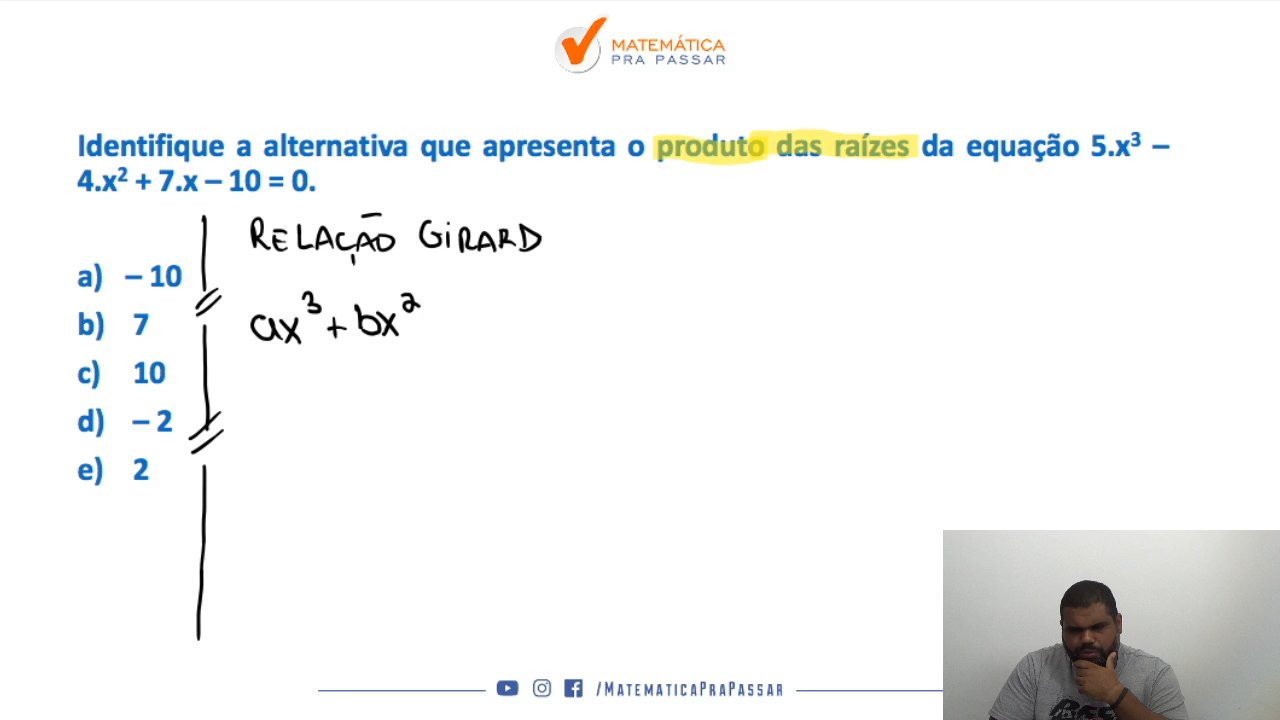 MATEMÁTICA
PRA PASSAR
Identifique a alternativa que apresenta o produto das raízes da equação 5.x³ –
4.x² + 7.x – 10 = 0.
RELAÇÃO GIRARD
a) – 10
ax³ + bx²
b) 7
c) 10
d) – 2
e) 2
/MATEMATICAPRAPASSAR